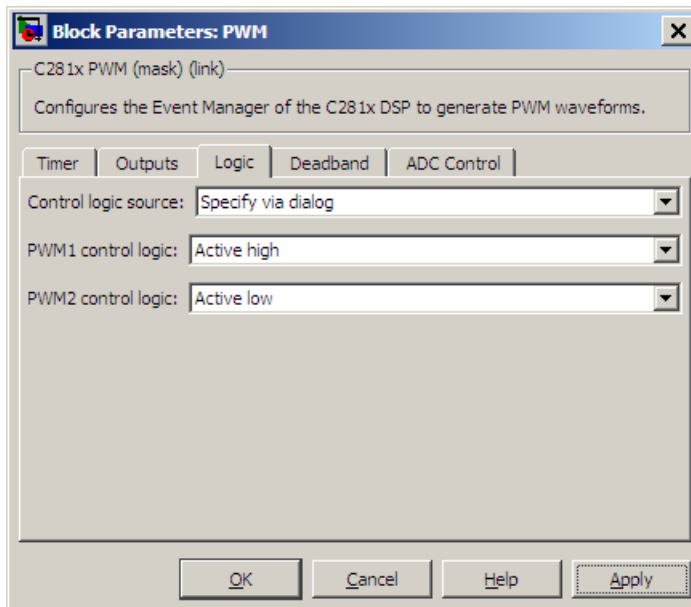 Block Parameters: PWM
C281x PWM (mask) (link)
Configures the Event Manager of the C281x DSP to generate PWM waveforms.
Timer Outputs Logic Deadband ADC Control
Control logic source: Specify via dialog
PWM1 control logic: Active high
PWM2 control logic: Active low
OK Cancel Help Apply